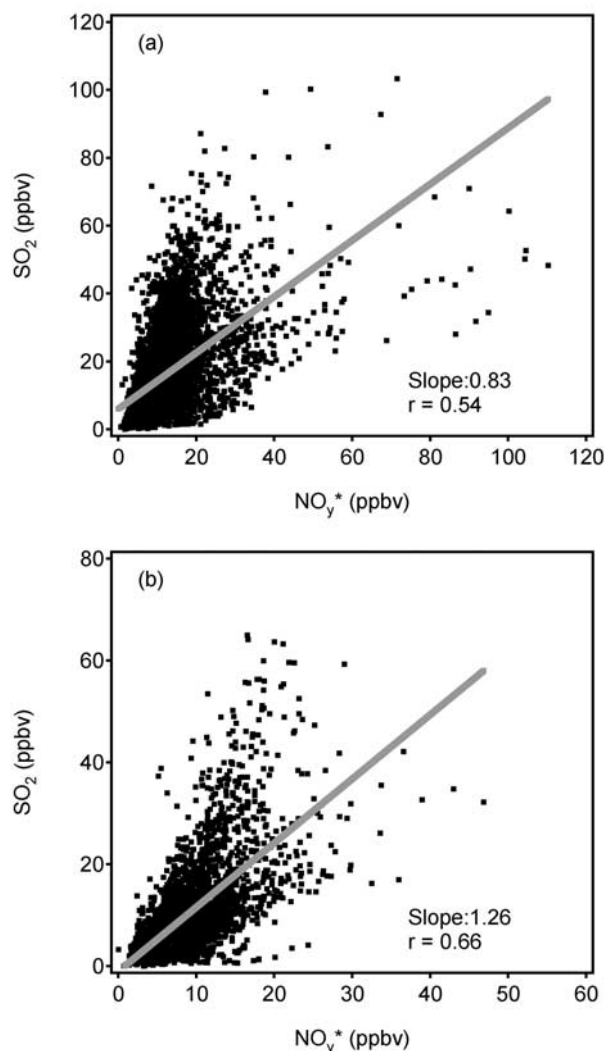 (a)
120
100
80
60
40
20
0
SO₂ (ppbv)
Slope:0.83
r = 0.54
0 20 40 60 80 100 120
NOy* (ppbv)
(b)
80
60
40
20
0
SO₂ (ppbv)
Slope:1.26
r = 0.66
0 10 20 30 40 50 60
NOy* (ppbv)